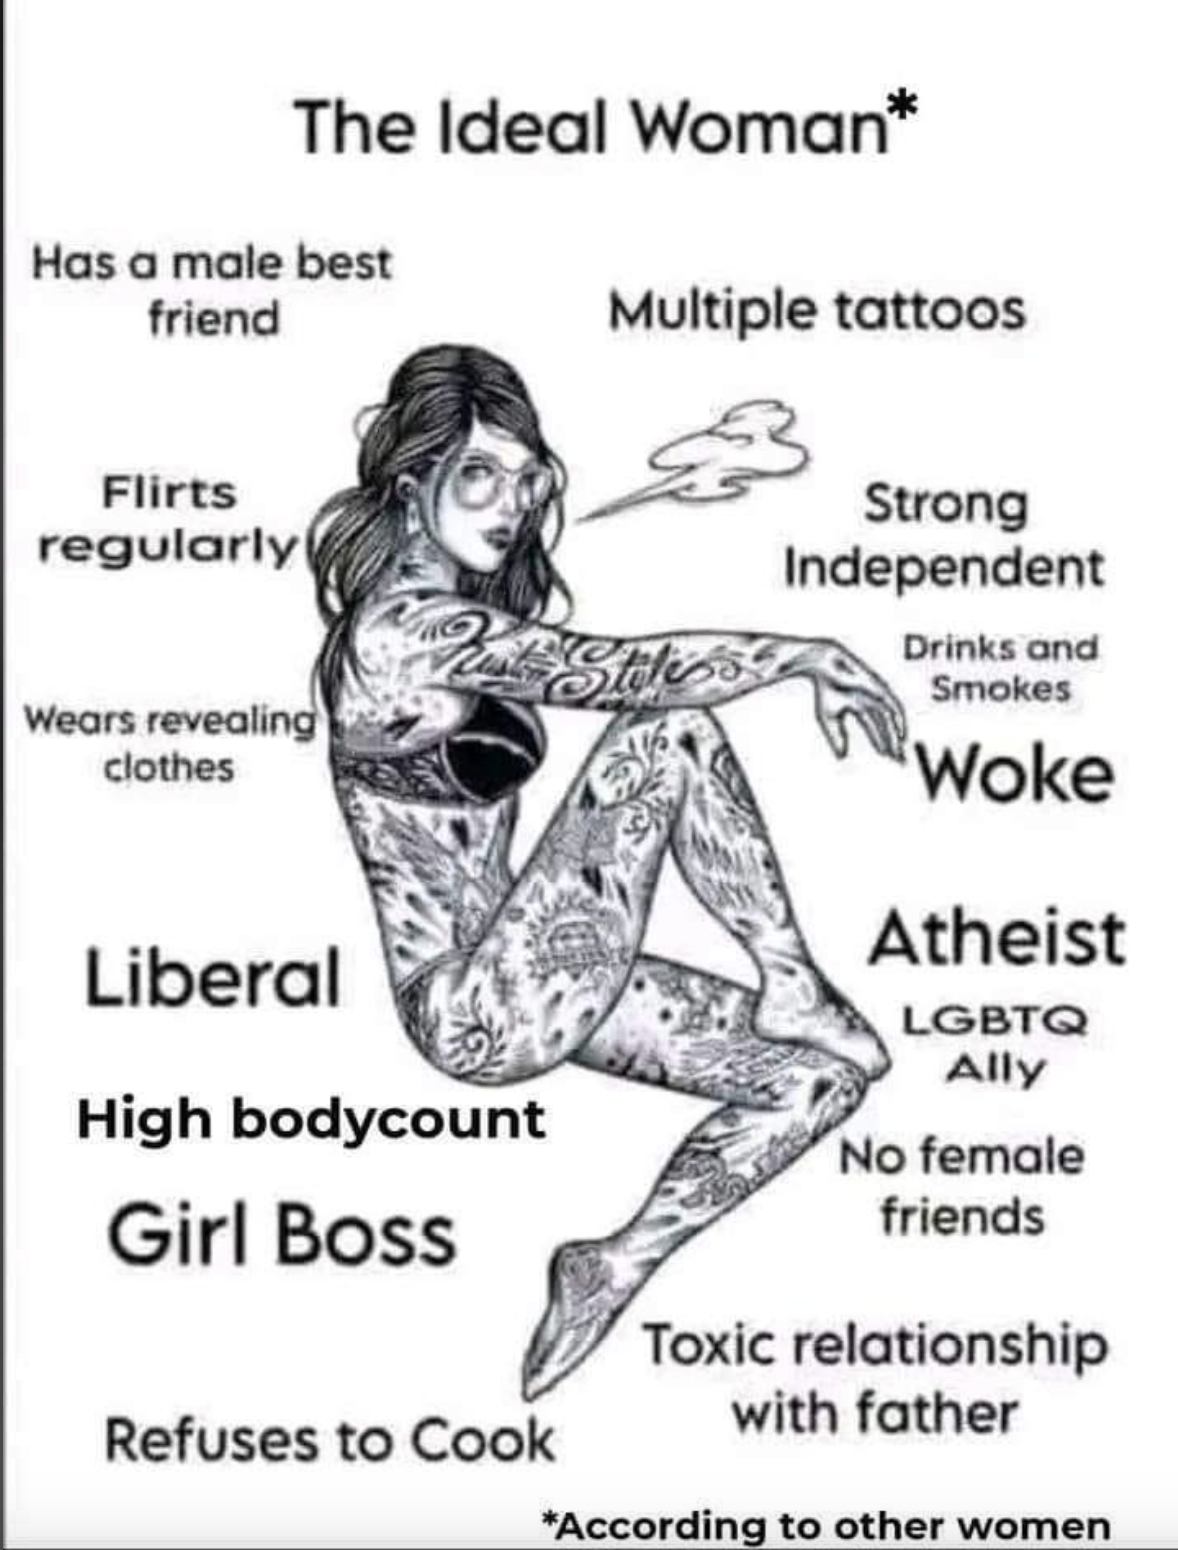 The Ideal Woman*
Has a male best
friend
Multiple tattoos
Flirts
regularly
Strong
Independent
Drinks and
Smokes
Wears revealing
clothes
Woke
Atheist
Liberal
LGBTQ
Ally
High bodycount
No female
friends
Girl Boss
Toxic relationship
with father
Refuses to Cook
*According to other women